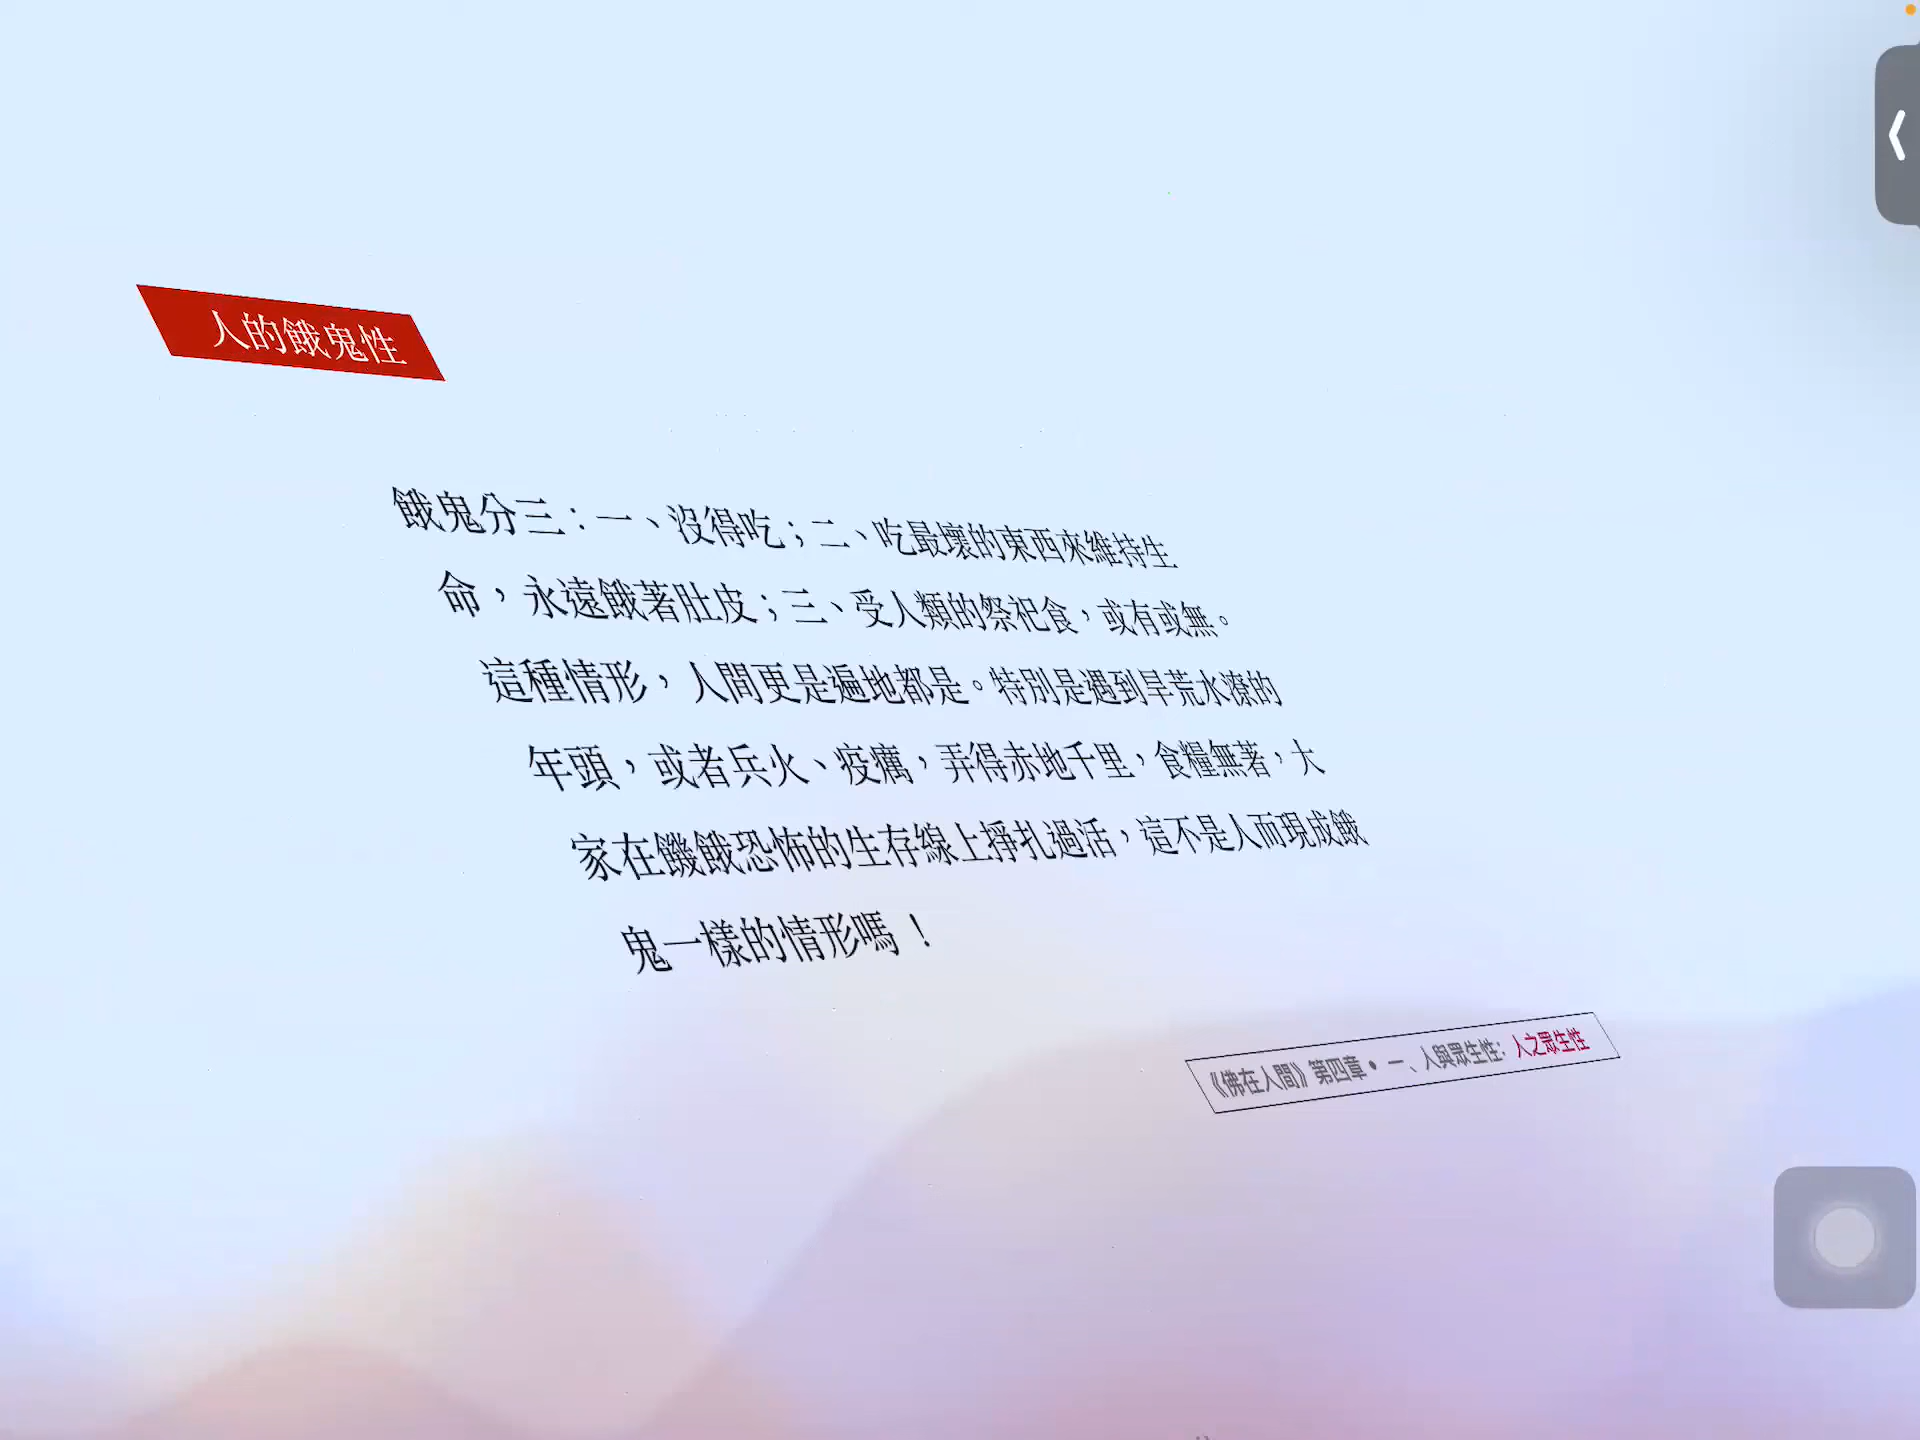 人的餓鬼性
餓鬼分三：一、沒得吃；二、吃最壞的東西來維持生
命，永遠餓著肚皮；三、受人類的祭祀食，或有或無。
這種情形，人間更是遍地都是。特別是遇到旱荒水潦的
年頭，或者兵火、疫癘，弄得赤地千里，食糧無著，大
家在饑餓恐怖的生存線上掙扎過活，這不是人而現成餓
鬼一樣的情形嗎！
《佛在人間》第四章• 一、人與眾生性: 人之眾生性